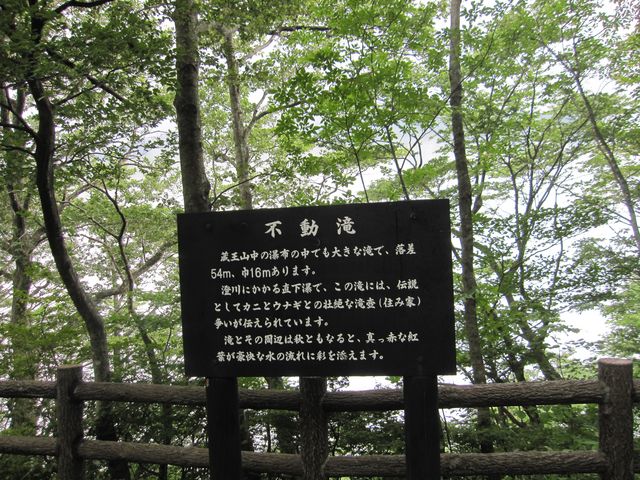 不動滝
蔵王山中の瀑布の中でも大きな滝で、落差
54m、巾16mあります。
澄川にかかる直下瀑で、この滝には、伝説
としてカニとウナギとの壮絶な滝壺（住み家）
争いが伝えられています。
滝とその周辺は秋ともなると、真っ赤な紅
葉が豪快な水の流れに彩を添えます。